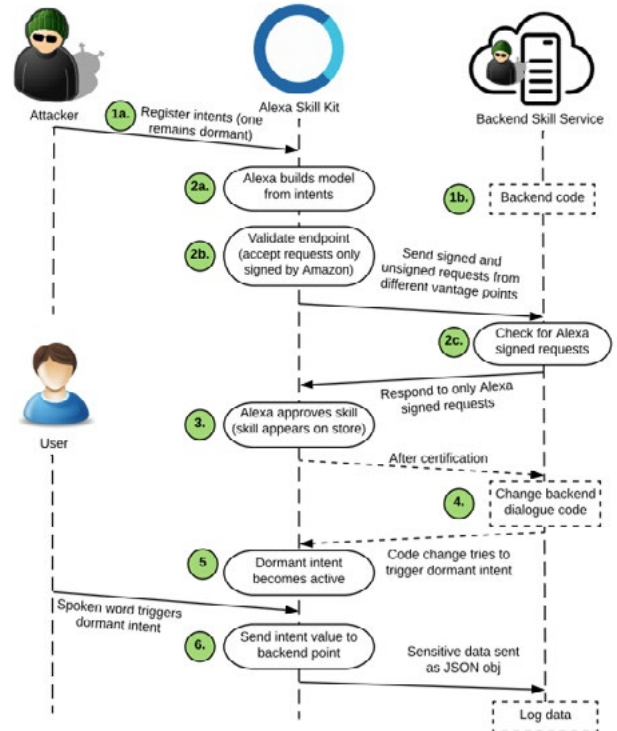 Attacker
Alexa Skill Kit
Backend Skill Service
1a.
Register intents (one
remains dormant)
2a.
Alexa builds model
from intents
1b.
Backend code
2b.
Validate endpoint
(accept requests only
signed by Amazon)
Send signed and
unsigned requests from
different vantage points
2c.
Check for Alexa
signed requests
Respond to only Alexa
signed requests
User
3.
Alexa approves skill
(skill appears on store)
After certification
4.
Change backend
dialogue code
5
Dormant intent
becomes active
Code change tries to
trigger dormant intent
Spoken word triggers
dormant intent
6.
Send intent value to
backend point
Sensitive data sent
as JSON obj
Log data